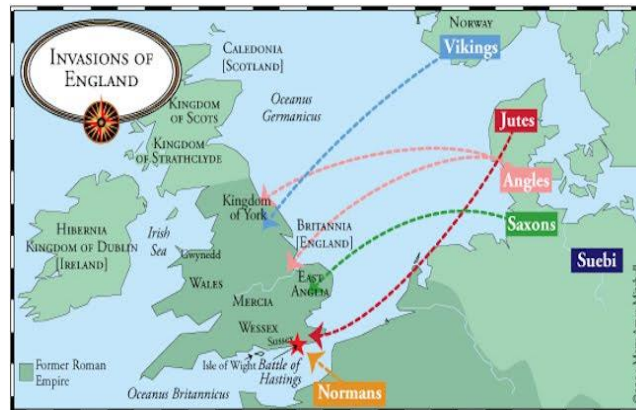 INVASIONS OF
ENGLAND
CALEDONIA
[SCOTLAND]
NORWAY
Vikings
KINGDOM
OF SCOTS
Oceanus
Germanicus
KINGDOM
OF STRATHCLYDE
Jutes
Angles
Kingdom
of York
Saxons
BRITANNIA
[ENGLAND]
HIBERNIA
KINGDOM OF DUBLIN
[IRELAND]
Irish
Sea
Gwynedd
WALES
EAST
ANGLIA
Suebi
MERCIA
WESSEX
SUSSEX
Isle of Wight
Battle of
Hastings
Former Roman
Empire
Oceanus Britannicus
Normans